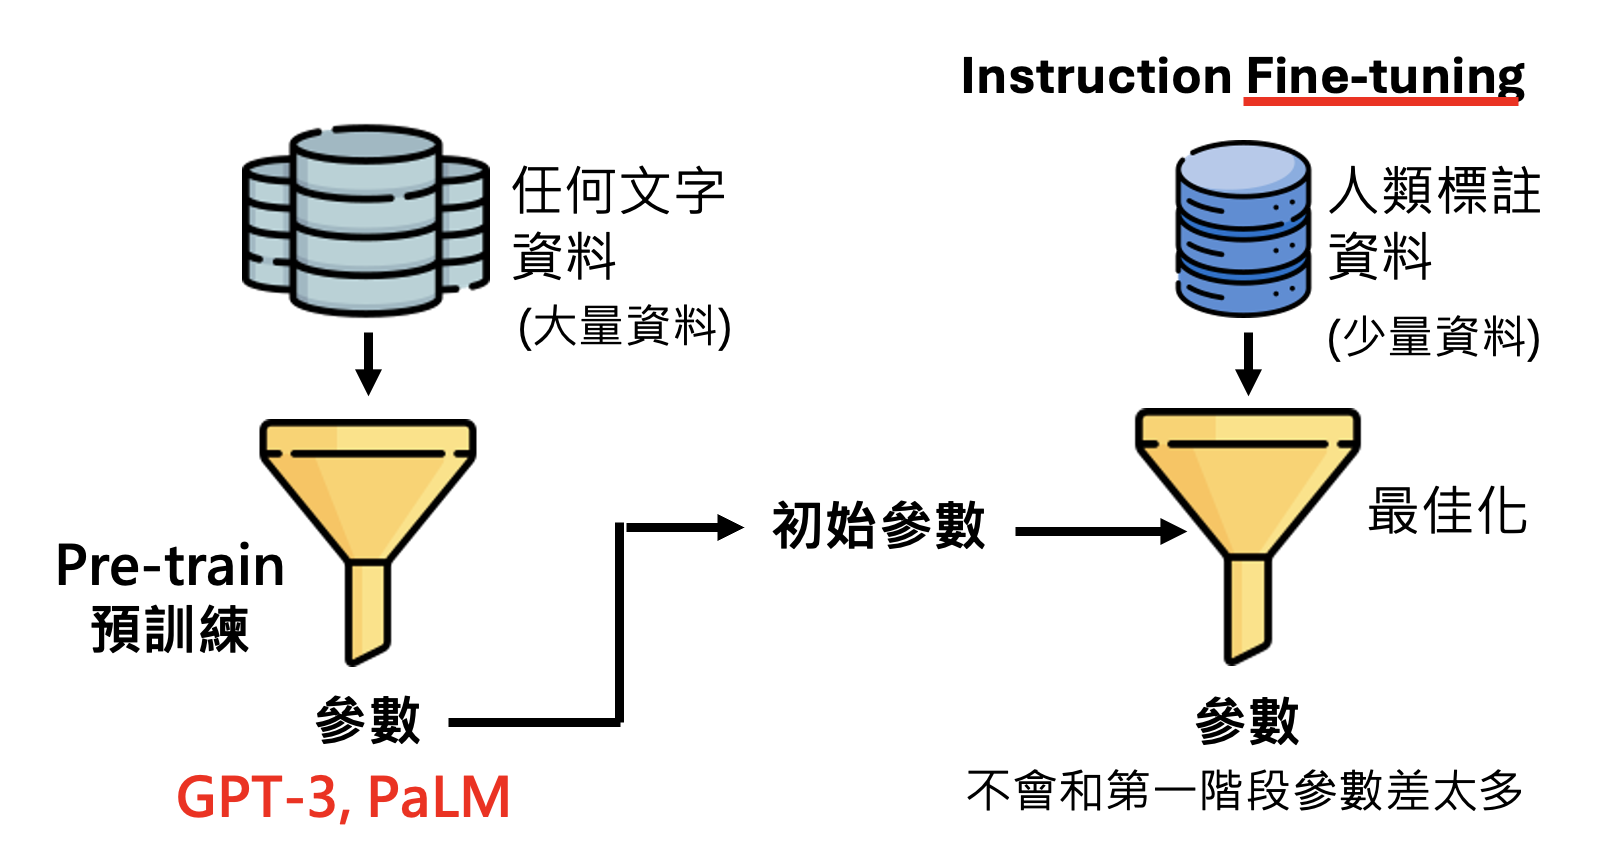 Instruction Fine-tuning
任何文字
資料
(大量資料)
人類標註
資料
(少量資料)
Pre-train
預訓練
初始參數
最佳化
參數
GPT-3, PaLM
參數
不會和第一階段參數差太多